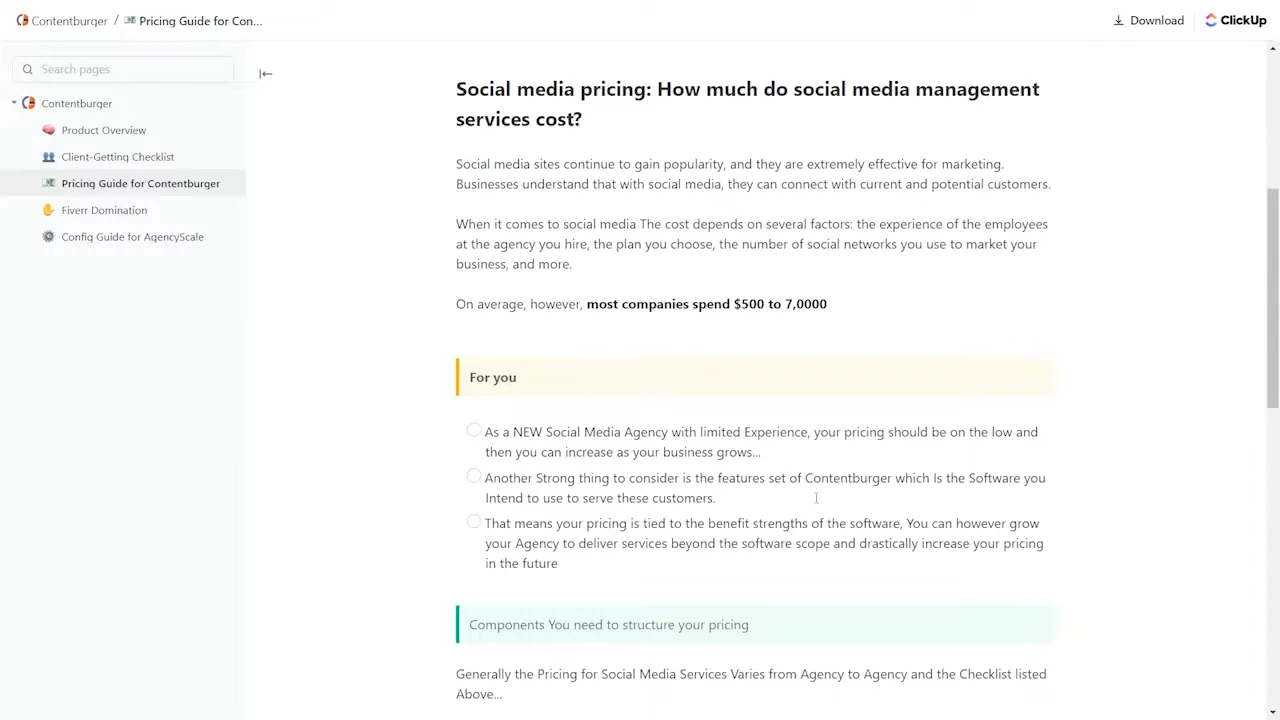 Contentburger / Pricing Guide for Con...
Download
ClickUp
Search pages
Contentburger
Product Overview
Client-Getting Checklist
Pricing Guide for Contentburger
Fiverr Domination
Config Guide for AgencyScale
Social media pricing: How much do social media management
services cost?
Social media sites continue to gain popularity, and they are extremely effective for marketing.
Businesses understand that with social media, they can connect with current and potential customers.
When it comes to social media The cost depends on several factors: the experience of the employees
at the agency you hire, the plan you choose, the number of social networks you use to market your
business, and more.
On average, however, most companies spend $500 to 7,0000
For you
As a NEW Social Media Agency with limited Experience, your pricing should be on the low and
then you can increase as your business grows...
Another Strong thing to consider is the features set of Contentburger which Is the Software you
Intend to use to serve these customers.
That means your pricing is tied to the benefit strengths of the software, You can however grow
your Agency to deliver services beyond the software scope and drastically increase your pricing
in the future
Components You need to structure your pricing
Generally the Pricing for Social Media Services Varies from Agency to Agency and the Checklist listed
Above...